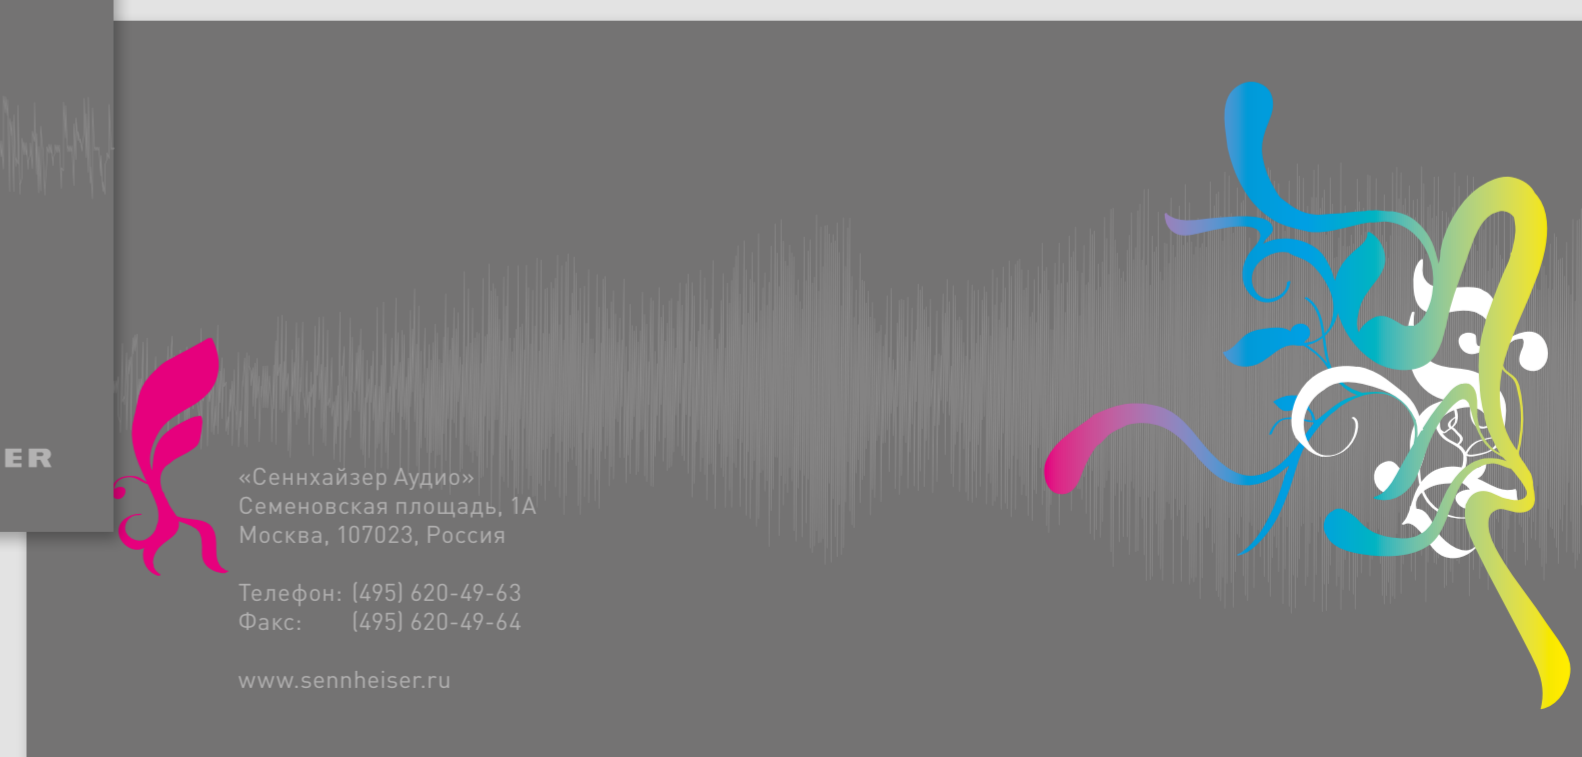 ER
«Сеннхайзер Аудио»
Семеновская площадь, 1А
Москва, 107023, Россия
Телефон: (495) 620-49-63
Факс: (495) 620-49-64
www.sennheiser.ru